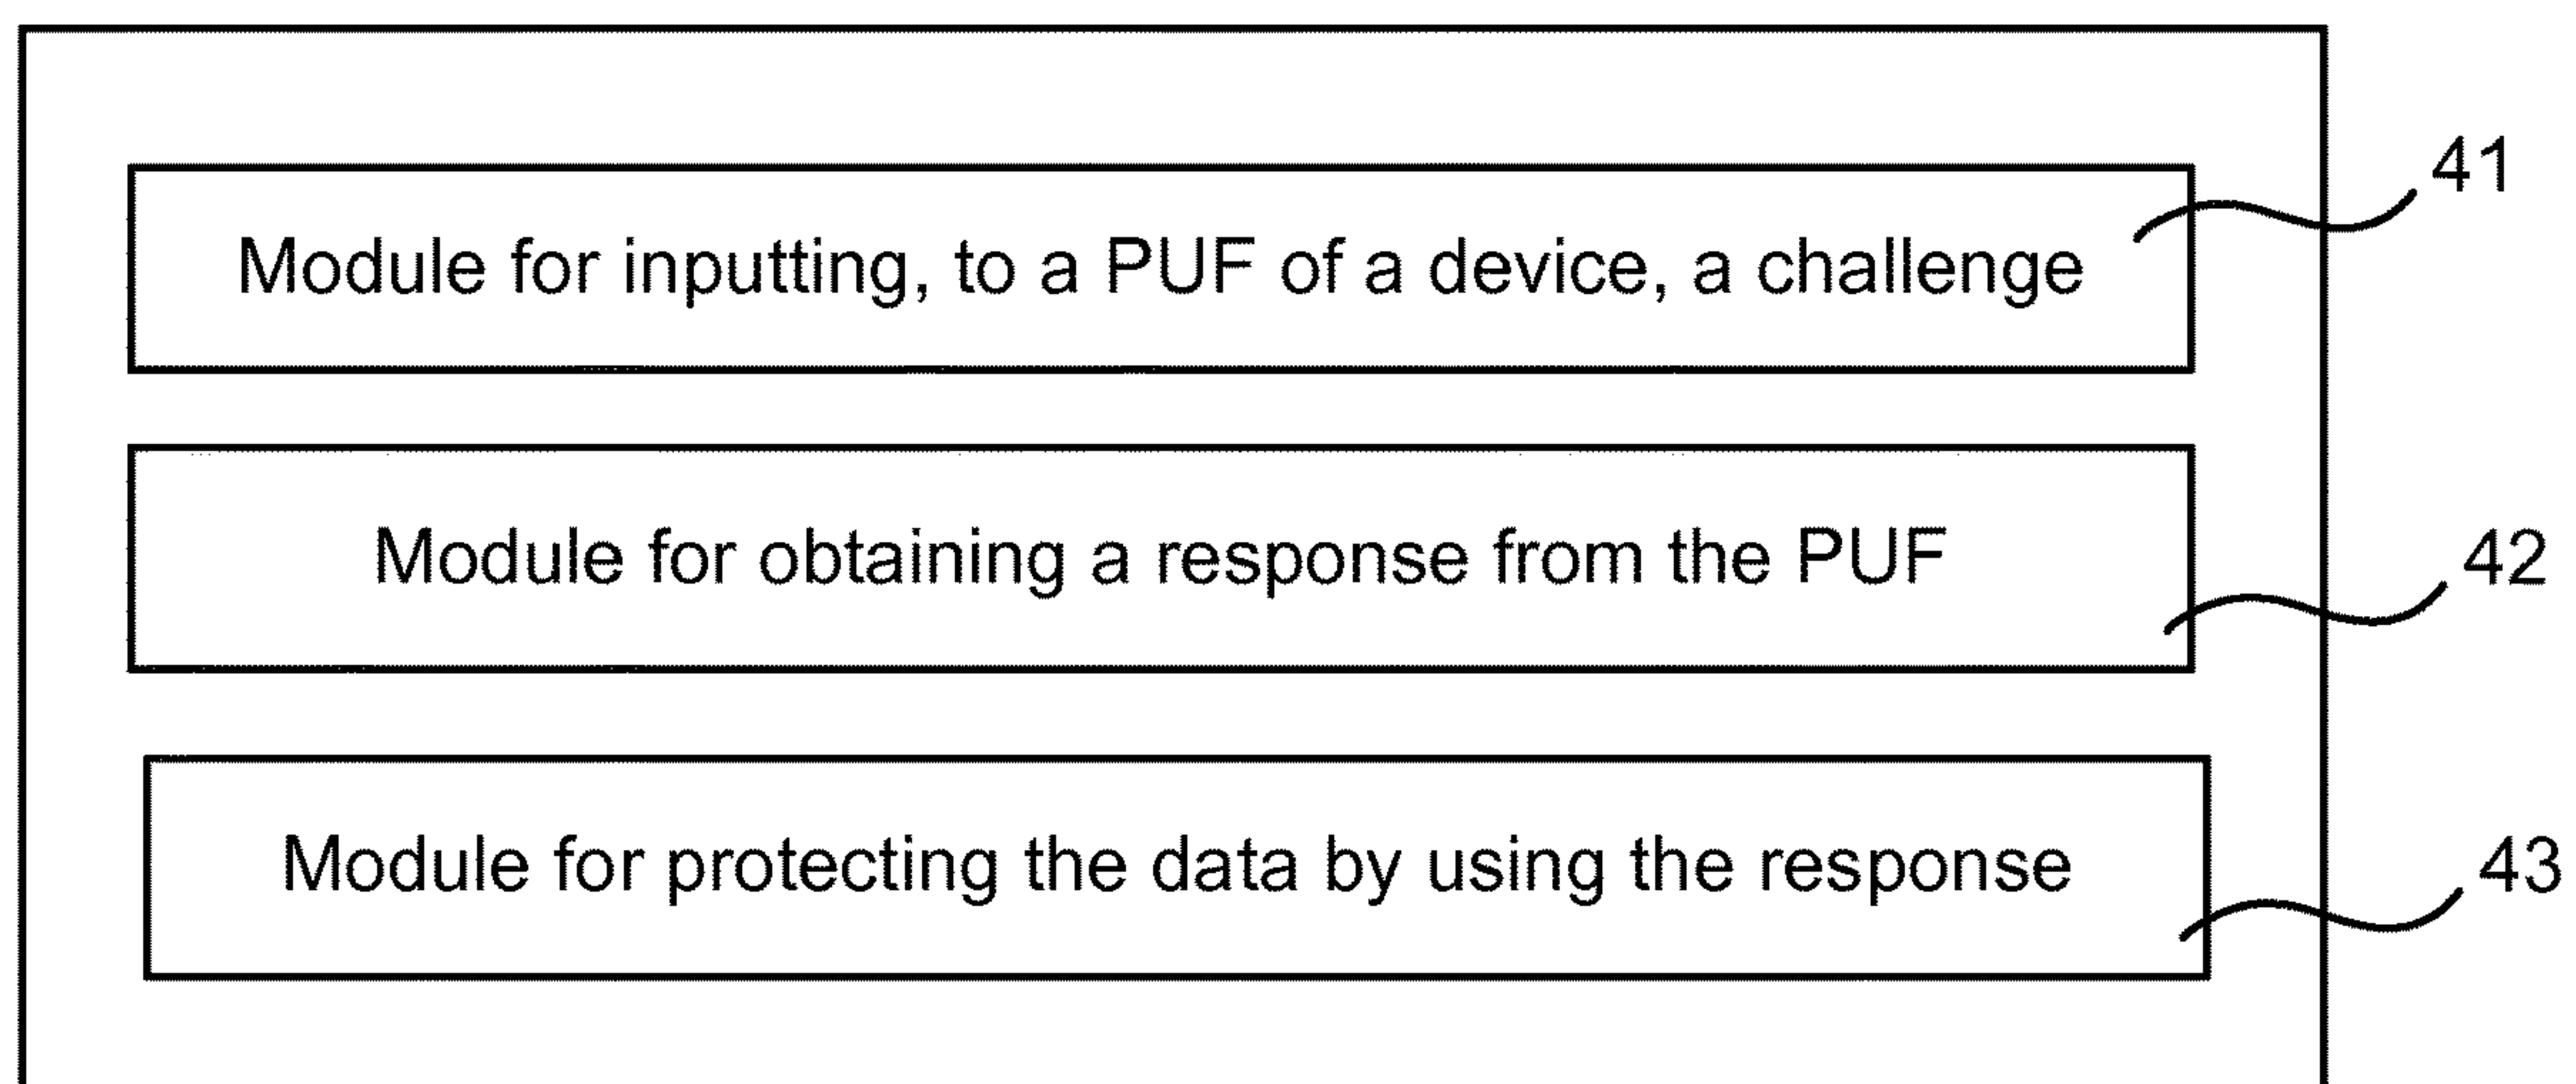 41
Module for inputting, to a PUF of a device, a challenge
Module for obtaining a response from the PUF
42
Module for protecting the data by using the response
43